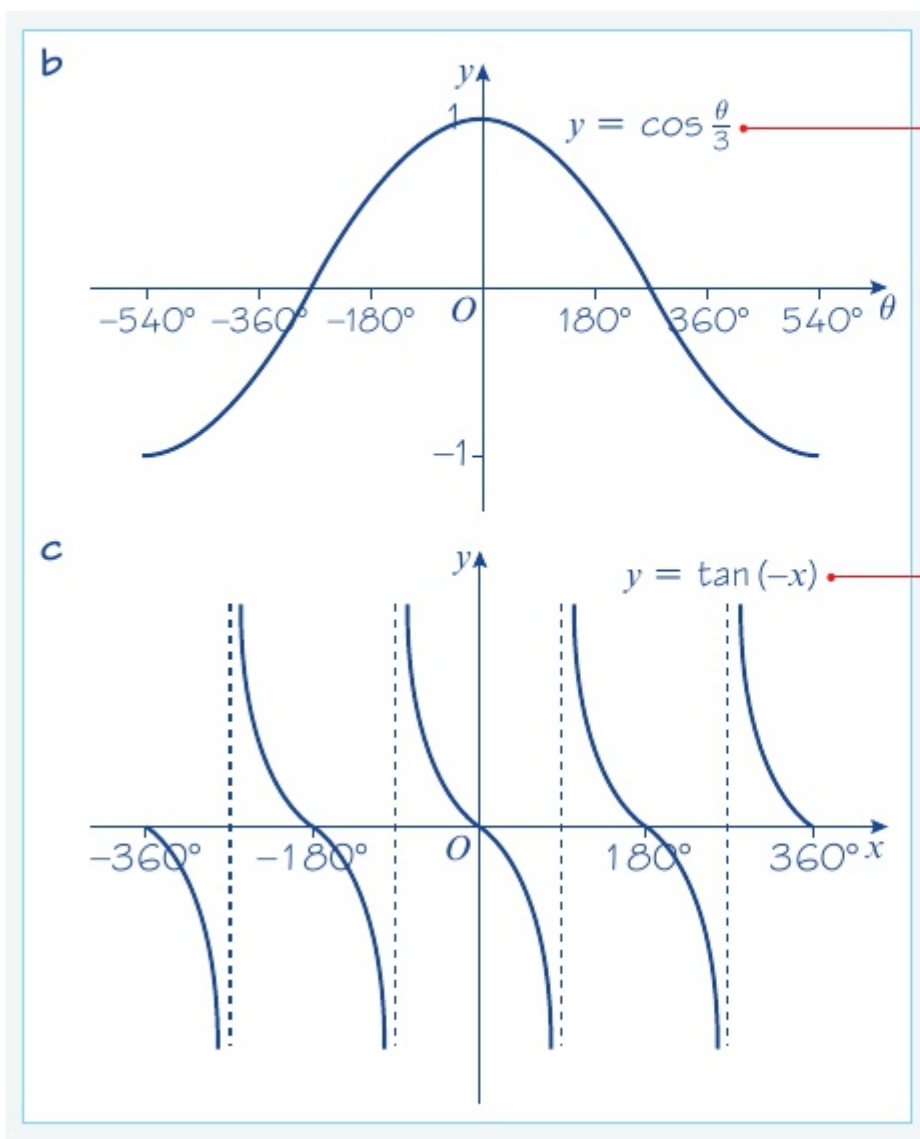 b
y
1
y = cos θ/3
−540° −360° −180° O 180° 360° 540° θ
−1
c
y
y = tan (−x)
−360° −180° O 180° 360° x